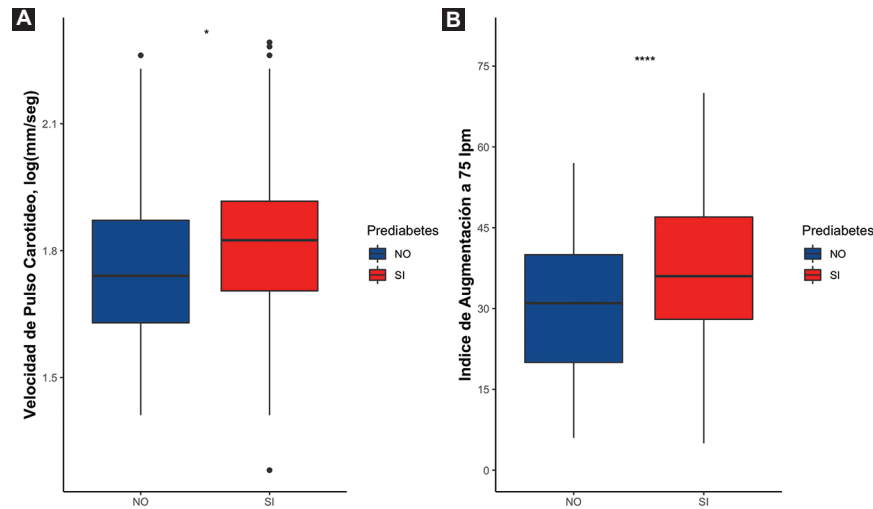 A
*
Velocidad de Pulso Carotideo, log(mm/seg)
2.1
1.8
1.5
NO
SI
Prediabetes
NO
SI
B
****
Indice de Augmentación a 75 lpm
75
60
45
30
15
0
NO
SI
Prediabetes
NO
SI